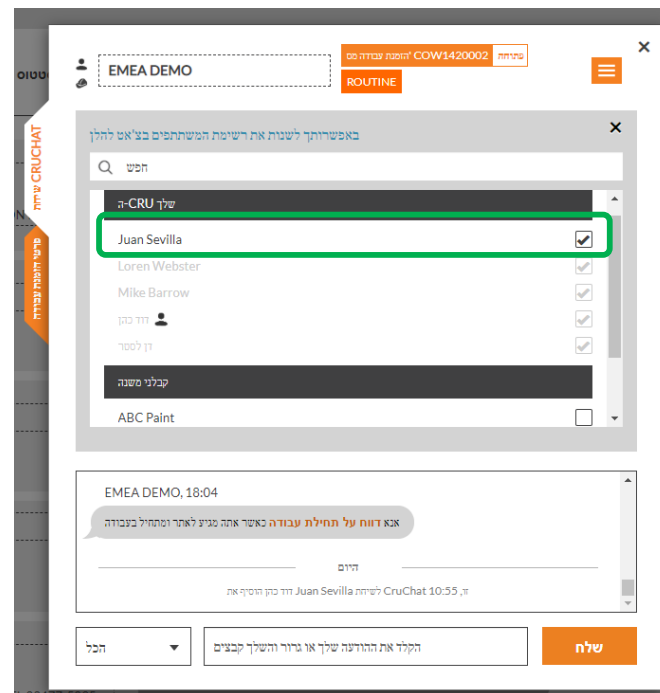 ×
EMEA DEMO
הזמנת עבודה מס' COW1420002 פתוחה
ROUTINE
שיחת CRUCHAT
פרטי הזמנת עבודה
באפשרותך לשנות את רשימת המשתתפים בצ'אט להלן
×
חפש
שלך CRU-ה
Juan Sevilla
Loren Webster
Mike Barrow
דוד כהן
דן לסטר
קבלני משנה
ABC Paint
EMEA DEMO, 18:04
אנא דווח על תחילת עבודה כאשר אתה מגיע לאתר ומתחיל בעבודה
היום
דוד כהן הוסיף את Juan Sevilla לשיחת CruChat 10:55
הכל
הקלד את ההודעה שלך או גרור והשלך קבצים
שלח